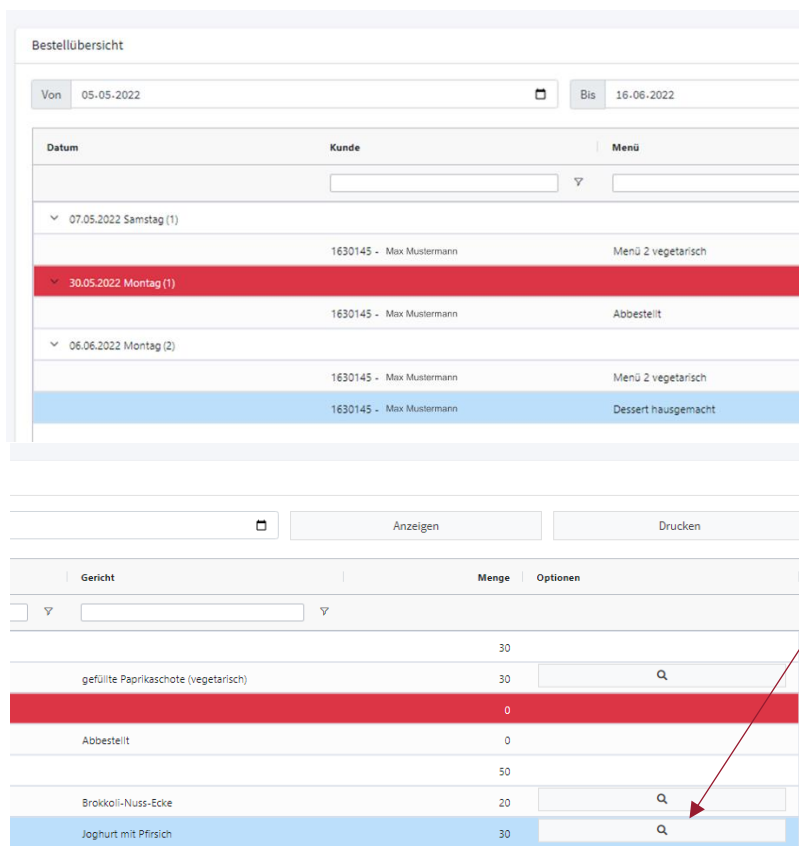 Bestellübersicht
Von 05.05.2022 Bis 16.06.2022
Datum Kunde Menü
07.05.2022 Samstag (1)
1630145 - Max Mustermann Menü 2 vegetarisch
30.05.2022 Montag (1)
1630145 - Max Mustermann Abbestellt
06.06.2022 Montag (2)
1630145 - Max Mustermann Menü 2 vegetarisch
1630145 - Max Mustermann Dessert hausgemacht
Anzeigen Drucken
Gericht Menge Optionen
30
gefüllte Paprikaschote (vegetarisch) 30
0
Abbestellt 0
50
Brokkoli-Nuss-Ecke 20
Joghurt mit Pfirsich 30